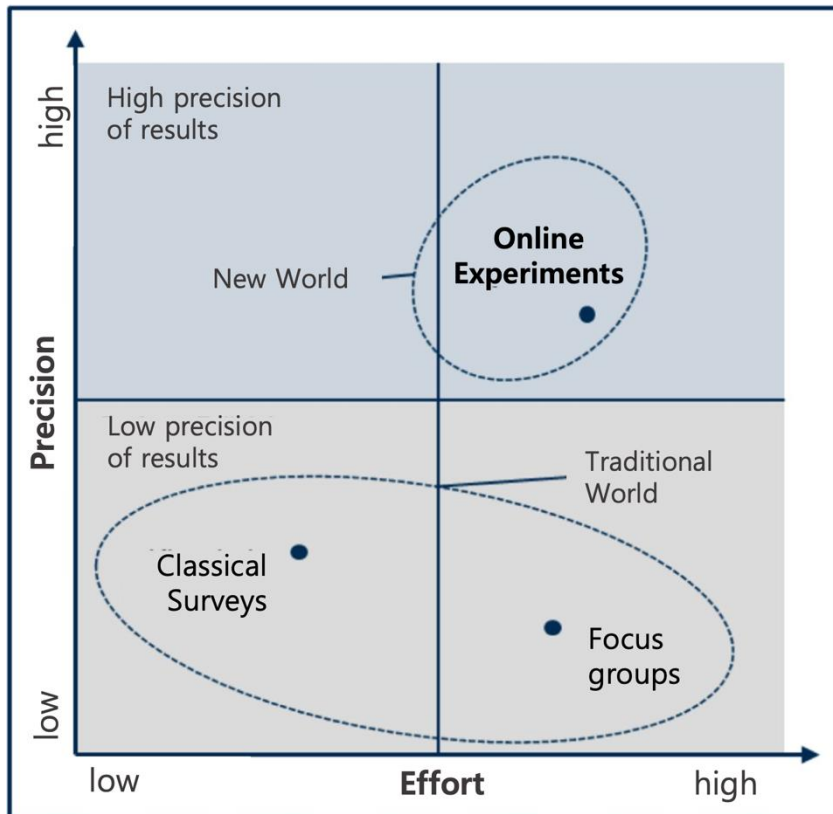 high
High precision
of results
Online
Experiments
New World
Precision
Low precision
of results
Traditional
World
Classical
Surveys
Focus
groups
low
low
Effort
high